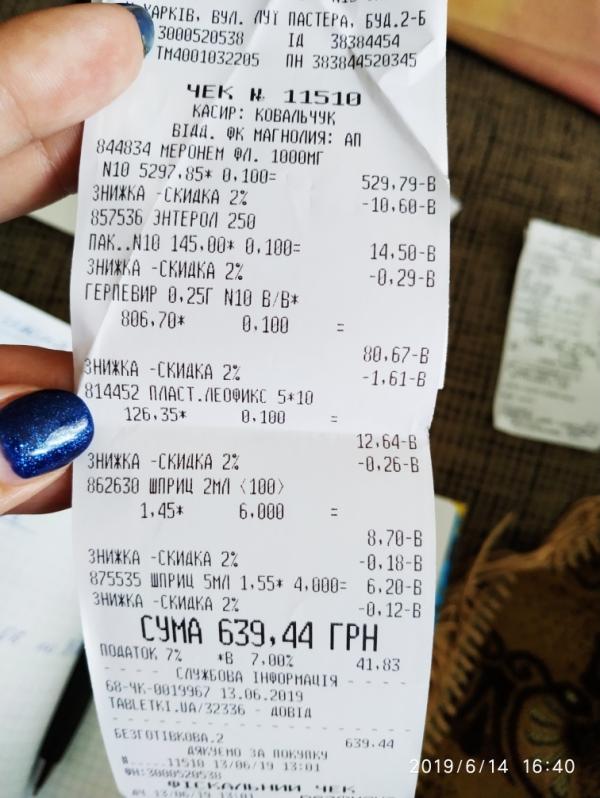 ХАРКІВ, ВУЛ. ЛУЇ ПАСТЕРА, БУД.2-Б
3000520538 ІД 38384454
ТМ4001032205 ПН 383844520345
ЧЕК № 11510
КАСИР: КОВАЛЬЧУК
ВІДД. ФК МАГНОЛИЯ: АП
844834 МЕРОНЕМ ФЛ. 1000МГ
N10 5297,85* 0,100= 529,79-В
ЗНИЖКА -СКИДКА 2% -10,60-В
857536 ЭНТЕРОЛ 250
ПАК..N10 145,00* 0,100= 14,50-В
ЗНИЖКА -СКИДКА 2% -0,29-В
ГЕРПЕВИР 0,25Г N10 В/В*
806,70* 0,100 =
80,67-В
ЗНИЖКА -СКИДКА 2% -1,61-В
814452 ПЛАСТ.ЛЕОФИКС 5*10
126,35* 0,100 =
12,64-В
ЗНИЖКА -СКИДКА 2% -0,26-В
862630 ШПРИЦ 2МЛ (100)
1,45* 6,000 =
8,70-В
ЗНИЖКА -СКИДКА 2% -0,18-В
875535 ШПРИЦ 5МЛ 1,55* 4,000= 6,20-В
ЗНИЖКА -СКИДКА 2% -0,12-В
СУМА 639,44 ГРН
ПОДАТОК 7% *В 7,00% 41,83
- - - - - - - - - - - - - - - -
СЛУЖБОВА ІНФОРМАЦІЯ
68-ЧК-0019967 13.06.2019
TABLETKI.UA/32336 - ДОВІД
- - - - - - - - - - - - - - - -
БЕЗГОТІВКОВА.2 639,44
ДЯКУЄМО ЗА ПОКУПКУ
11510 13/06/19 13:01
ФН:3000520538
ФІСКАЛЬНИЙ ЧЕК
2019/6/14 16:40